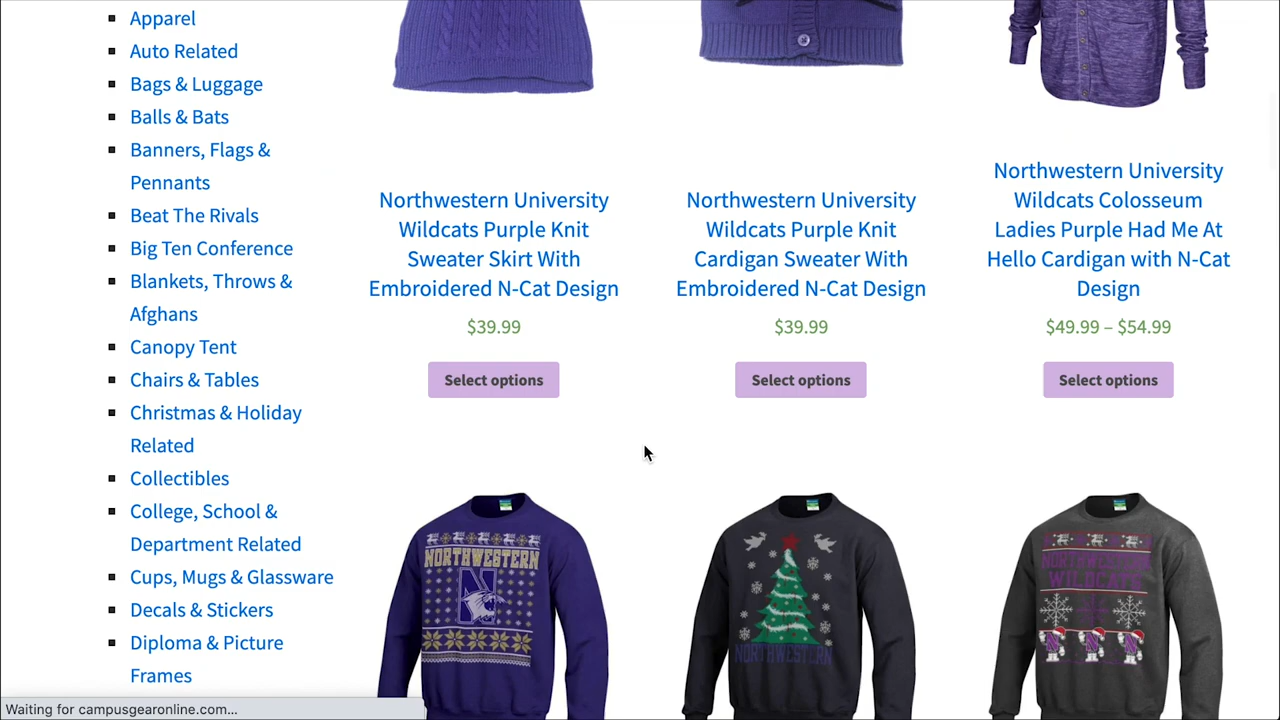 Apparel
Auto Related
Bags & Luggage
Balls & Bats
Banners, Flags &
Pennants
Beat The Rivals
Big Ten Conference
Blankets, Throws &
Afghans
Canopy Tent
Chairs & Tables
Christmas & Holiday
Related
Collectibles
College, School &
Department Related
Cups, Mugs & Glassware
Decals & Stickers
Diploma & Picture
Frames
Northwestern University
Wildcats Purple Knit
Sweater Skirt With
Embroidered N-Cat Design
$39.99
Select options
Northwestern University
Wildcats Purple Knit
Cardigan Sweater With
Embroidered N-Cat Design
$39.99
Select options
Northwestern University
Wildcats Colosseum
Ladies Purple Had Me At
Hello Cardigan with N-Cat
Design
$49.99 – $54.99
Select options
NORTHWESTERN
N
NORTHWESTERN
NORTHWESTERN
WILDCATS
Waiting for campusgearonline.com...